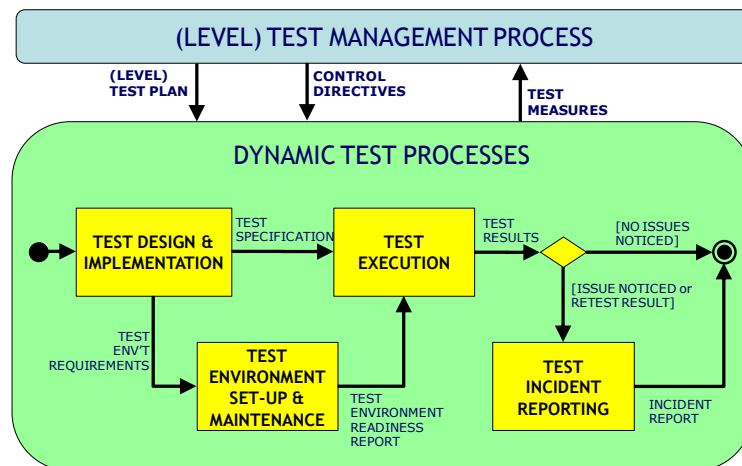 (LEVEL) TEST MANAGEMENT PROCESS
(LEVEL)
TEST PLAN
CONTROL
DIRECTIVES
TEST
MEASURES
DYNAMIC TEST PROCESSES
TEST DESIGN &
IMPLEMENTATION
TEST
SPECIFICATION
TEST
EXECUTION
TEST
RESULTS
[NO ISSUES
NOTICED]
[ISSUE NOTICED or
RETEST RESULT]
TEST
ENV'T
REQUIREMENTS
TEST
ENVIRONMENT
SET-UP &
MAINTENANCE
TEST
ENVIRONMENT
READINESS
REPORT
TEST
INCIDENT
REPORTING
INCIDENT
REPORT